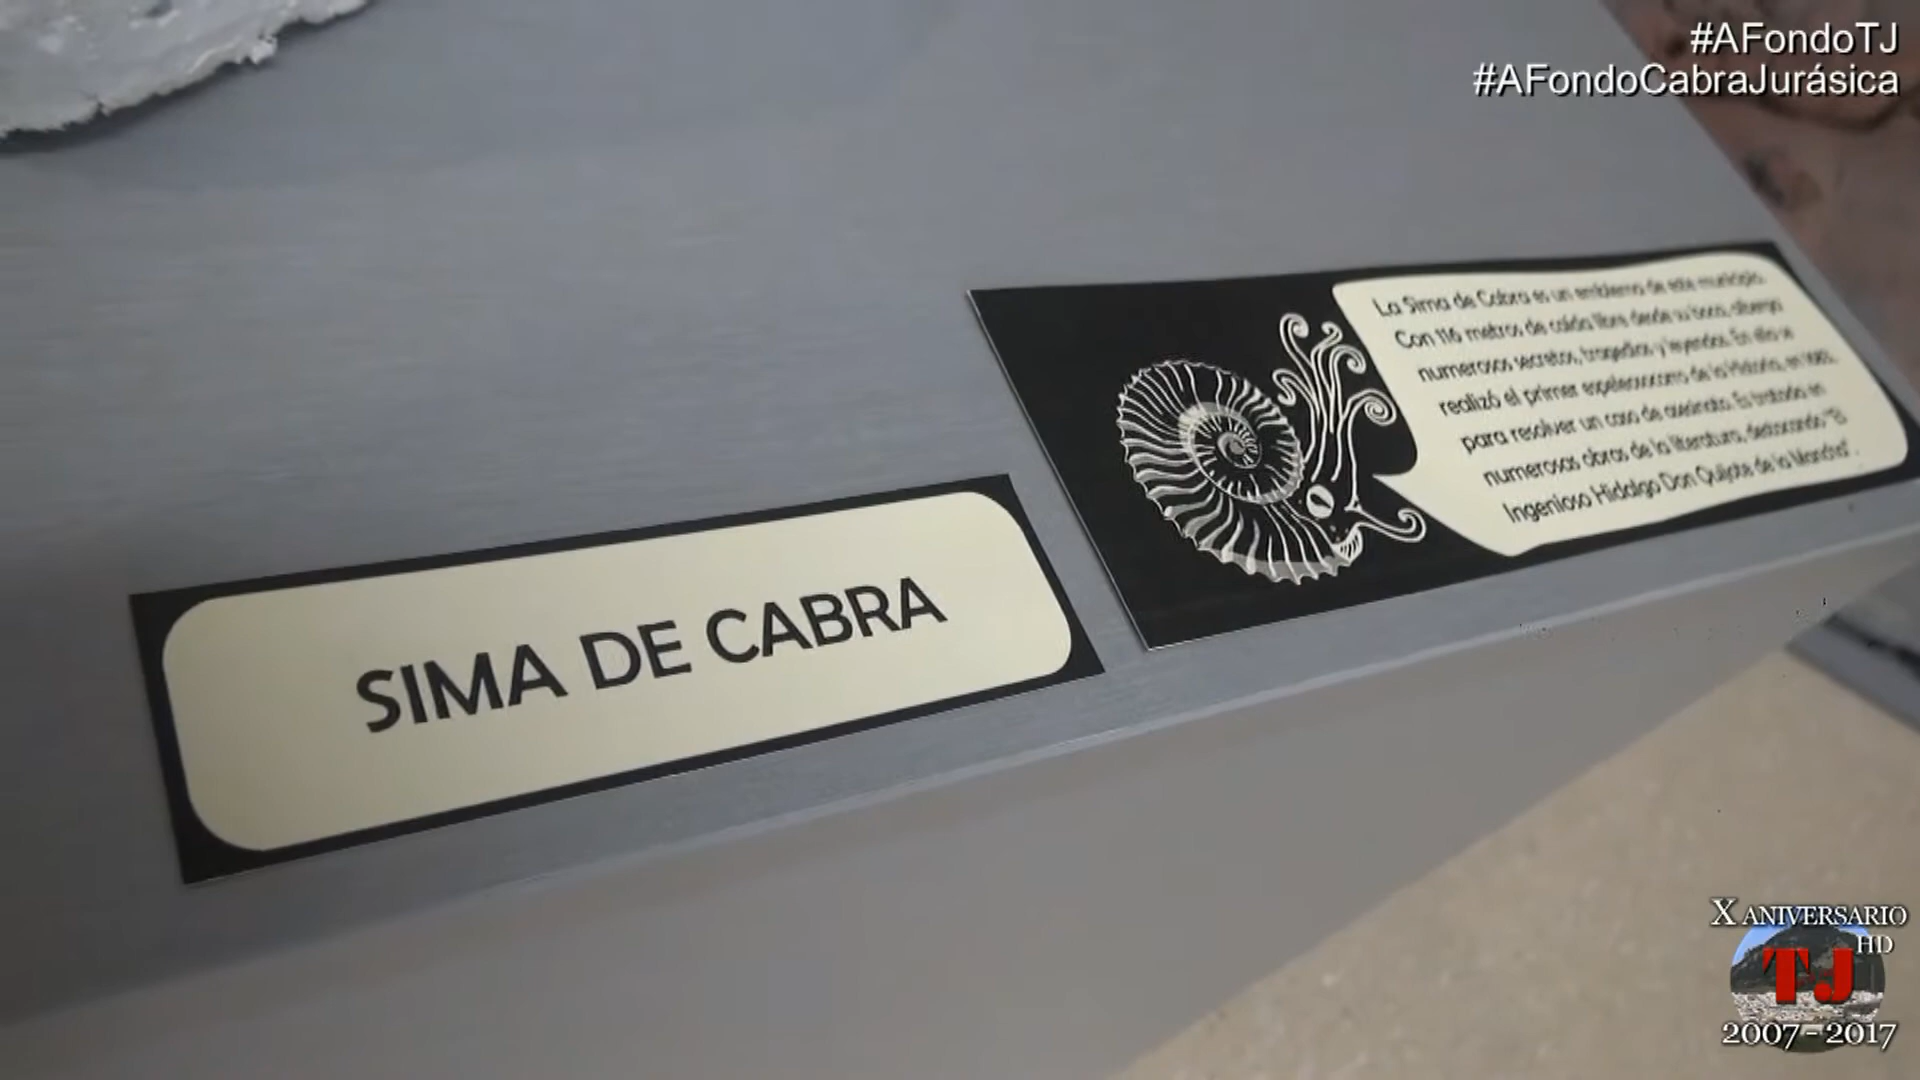 #AFondoTJ
#AFondoCabraJurásica
La Sima de Cabra es un emblema de este municipio.
Con 116 metros de caída libre desde su boca, alberga
numerosos secretos, tragedias y leyendas. En ella se
realizó el primer espeleosocorro de la Historia, en 1683,
para resolver un caso de asesinato. Es tratada en
numerosas obras de la literatura, destacando "El
Ingenioso Hidalgo Don Quijote de la Mancha".
SIMA DE CABRA
X ANIVERSARIO
HD
TJ
2007-2017